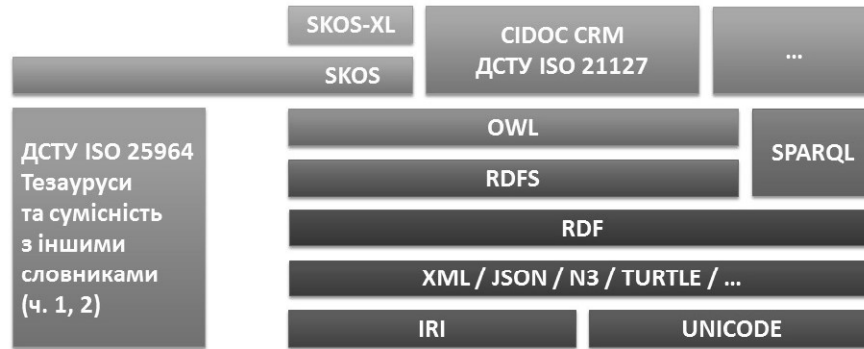 SKOS-XL
CIDOC CRM
ДСТУ ISO 21127
...
SKOS
ДСТУ ISO 25964
Тезауруси
та сумісність
з іншими
словниками
(ч. 1, 2)
OWL
SPARQL
RDFS
RDF
XML / JSON / N3 / TURTLE / ...
IRI
UNICODE